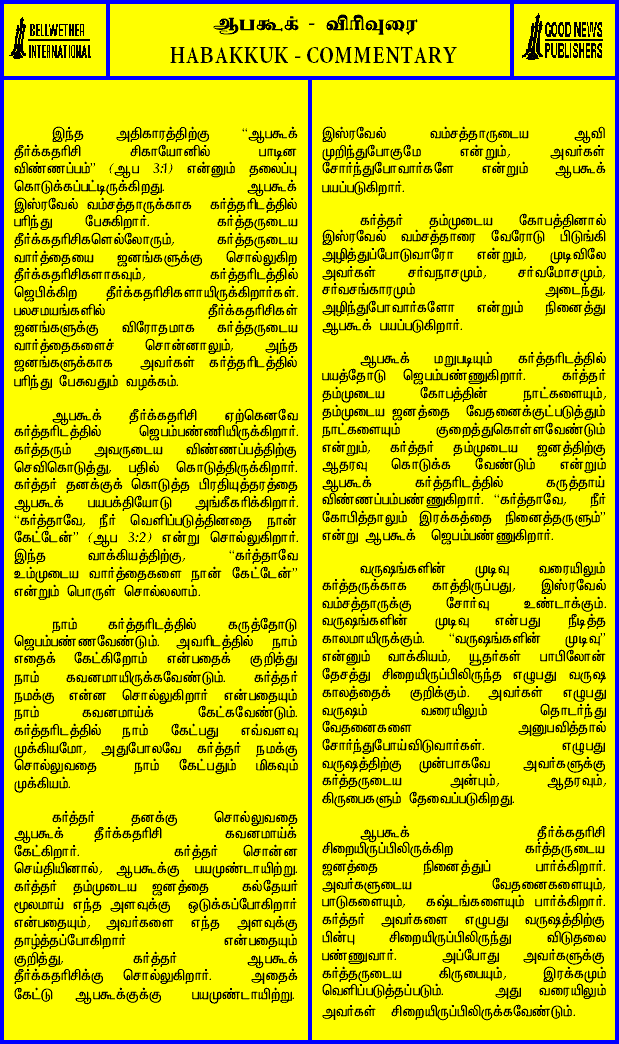 BELLWETHER
INTERNATIONAL
ஆபகூக் - விரிவுரை
HABAKKUK - COMMENTARY
GOOD NEWS
PUBLISHERS
இந்த அதிகாரத்திற்கு “ஆபகூக்
தீர்க்கதரிசி சிகாயோனில் பாடின
விண்ணப்பம்” (ஆப 3:1) என்னும் தலைப்பு
கொடுக்கப்பட்டிருக்கிறது. ஆபகூக்
இஸ்ரவேல் வம்சத்தாருக்காக கர்த்தரிடத்தில்
பரிந்து பேசுகிறார். கர்த்தருடைய
தீர்க்கதரிசிகளெல்லோரும், கர்த்தருடைய
வார்த்தையை ஜனங்களுக்கு சொல்லுகிற
தீர்க்கதரிசிகளாகவும், கர்த்தரிடத்தில்
ஜெபிக்கிற தீர்க்கதரிசிகளாயிருக்கிறார்கள்.
பலசமயங்களில் தீர்க்கதரிசிகள்
ஜனங்களுக்கு விரோதமாக கர்த்தருடைய
வார்த்தைகளைச் சொன்னாலும், அந்த
ஜனங்களுக்காக அவர்கள் கர்த்தரிடத்தில்
பரிந்து பேசுவதும் வழக்கம்.
ஆபகூக் தீர்க்கதரிசி ஏற்கெனவே
கர்த்தரிடத்தில் ஜெபம்பண்ணியிருக்கிறார்.
கர்த்தரும் அவருடைய விண்ணப்பத்திற்கு
செவிகொடுத்து, பதில் கொடுத்திருக்கிறார்.
கர்த்தர் தனக்குக் கொடுத்த பிரதியுத்தரத்தை
ஆபகூக் பயபக்தியோடு அங்கீகரிக்கிறார்.
“கர்த்தாவே, நீர் வெளிப்படுத்தினதை நான்
கேட்டேன்” (ஆப 3:2) என்று சொல்லுகிறார்.
இந்த வாக்கியத்திற்கு, “கர்த்தாவே
உம்முடைய வார்த்தைகளை நான் கேட்டேன்”
என்றும் பொருள் சொல்லலாம்.
நாம் கர்த்தரிடத்தில் கருத்தோடு
ஜெபம்பண்ணவேண்டும். அவரிடத்தில் நாம்
எதைக் கேட்கிறோம் என்பதைக் குறித்து
நாம் கவனமாயிருக்கவேண்டும். கர்த்தர்
நமக்கு என்ன சொல்லுகிறார் என்பதையும்
நாம் கவனமாய்க் கேட்கவேண்டும்.
கர்த்தரிடத்தில் நாம் கேட்பது எவ்வளவு
முக்கியமோ, அதுபோலவே கர்த்தர் நமக்கு
சொல்லுவதை நாம் கேட்பதும் மிகவும்
முக்கியம்.
கர்த்தர் தனக்கு சொல்லுவதை
ஆபகூக் தீர்க்கதரிசி கவனமாய்க்
கேட்கிறார். கர்த்தர் சொன்ன
செய்தியினால், ஆபகூக்கு பயமுண்டாயிற்று.
கர்த்தர் தம்முடைய ஜனத்தை கல்தேயர்
மூலமாய் எந்த அளவுக்கு ஒடுக்கப்போகிறார்
என்பதையும், அவர்களை எந்த அளவுக்கு
தாழ்த்தப்போகிறார் என்பதையும்
குறித்து, கர்த்தர் ஆபகூக்
தீர்க்கதரிசிக்கு சொல்லுகிறார். அதைக்
கேட்டு ஆபகூக்குக்கு பயமுண்டாயிற்று.
இஸ்ரவேல் வம்சத்தாருடைய ஆவி
முறிந்துபோகுமே என்றும், அவர்கள்
சோர்ந்துபோவார்களே என்றும் ஆபகூக்
பயப்படுகிறார்.
கர்த்தர் தம்முடைய கோபத்தினால்
இஸ்ரவேல் வம்சத்தாரை வேரோடு பிடுங்கி
அழித்துப்போடுவாரோ என்றும், முடிவிலே
அவர்கள் சர்வநாசமும், சர்வமோசமும்,
சர்வசங்காரமும் அடைந்து,
அழிந்துபோவார்களோ என்றும் நினைத்து
ஆபகூக் பயப்படுகிறார்.
ஆபகூக் மறுபடியும் கர்த்தரிடத்தில்
பயத்தோடு ஜெபம்பண்ணுகிறார். கர்த்தர்
தம்முடைய கோபத்தின் நாட்களையும்,
தம்முடைய ஜனத்தை வேதனைக்குட்படுத்தும்
நாட்களையும் குறைத்துகொள்ளவேண்டும்
என்றும், கர்த்தர் தம்முடைய ஜனத்திற்கு
ஆதரவு கொடுக்க வேண்டும் என்றும்
ஆபகூக் கர்த்தரிடத்தில் கருத்தாய்
விண்ணப்பம்பண்ணுகிறார். “கர்த்தாவே, நீர்
கோபித்தாலும் இரக்கத்தை நினைத்தருளும்”
என்று ஆபகூக் ஜெபம்பண்ணுகிறார்.
வருஷங்களின் முடிவு வரையிலும்
கர்த்தருக்காக காத்திருப்பது, இஸ்ரவேல்
வம்சத்தாருக்கு சோர்வு உண்டாக்கும்.
வருஷங்களின் முடிவு என்பது நீடித்த
காலமாயிருக்கும். “வருஷங்களின் முடிவு”
என்னும் வாக்கியம், யூதர்கள் பாபிலோன்
தேசத்து சிறையிருப்பிலிருந்த எழுபது வருஷ
காலத்தைக் குறிக்கும். அவர்கள் எழுபது
வருஷம் வரையிலும் தொடர்ந்து
வேதனைகளை அனுபவித்தால்
சோர்ந்துபோய்விடுவார்கள். எழுபது
வருஷத்திற்கு முன்பாகவே அவர்களுக்கு
கர்த்தருடைய அன்பும், ஆதரவும்,
கிருபைகளும் தேவைப்படுகிறது.
ஆபகூக் தீர்க்கதரிசி
சிறையிருப்பிலிருக்கிற கர்த்தருடைய
ஜனத்தை நினைத்துப் பார்க்கிறார்.
அவர்களுடைய வேதனைகளையும்,
பாடுகளையும், கஷ்டங்களையும் பார்க்கிறார்.
கர்த்தர் அவர்களை எழுபது வருஷத்திற்கு
பின்பு சிறையிருப்பிலிருந்து விடுதலை
பண்ணுவார். அப்போது அவர்களுக்கு
கர்த்தருடைய கிருபையும், இரக்கமும்
வெளிப்படுத்தப்படும். அது வரையிலும்
அவர்கள் சிறையிருப்பிலிருக்கவேண்டும்.